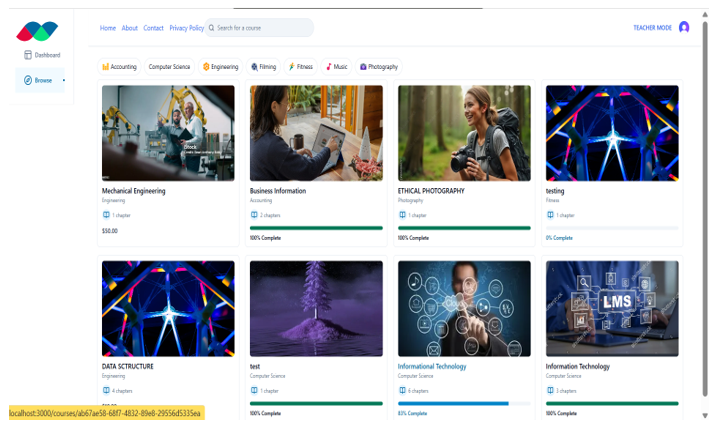 Home About Contact Privacy Policy Search for a course TEACHER MODE
Dashboard
Browse
Accounting Computer Science Engineering Filming Fitness Music Photography
iStock
LMS
Mechanical Engineering
Engineering
1 chapter
$50.00
Business Information
Accounting
2 chapters
100% Complete
ETHICAL PHOTOGRAPHY
Photography
1 chapter
100% Complete
testing
Fitness
1 chapter
0% Complete
DATA SCTRUCTURE
Engineering
4 chapters
test
Computer Science
1 chapter
100% Complete
Informational Technology
Computer Science
6 chapters
83% Complete
Information Technology
Computer Science
3 chapters
100% Complete
localhost:3000/courses/ab67ae58-68f7-4832-89e8-29556d5335ea